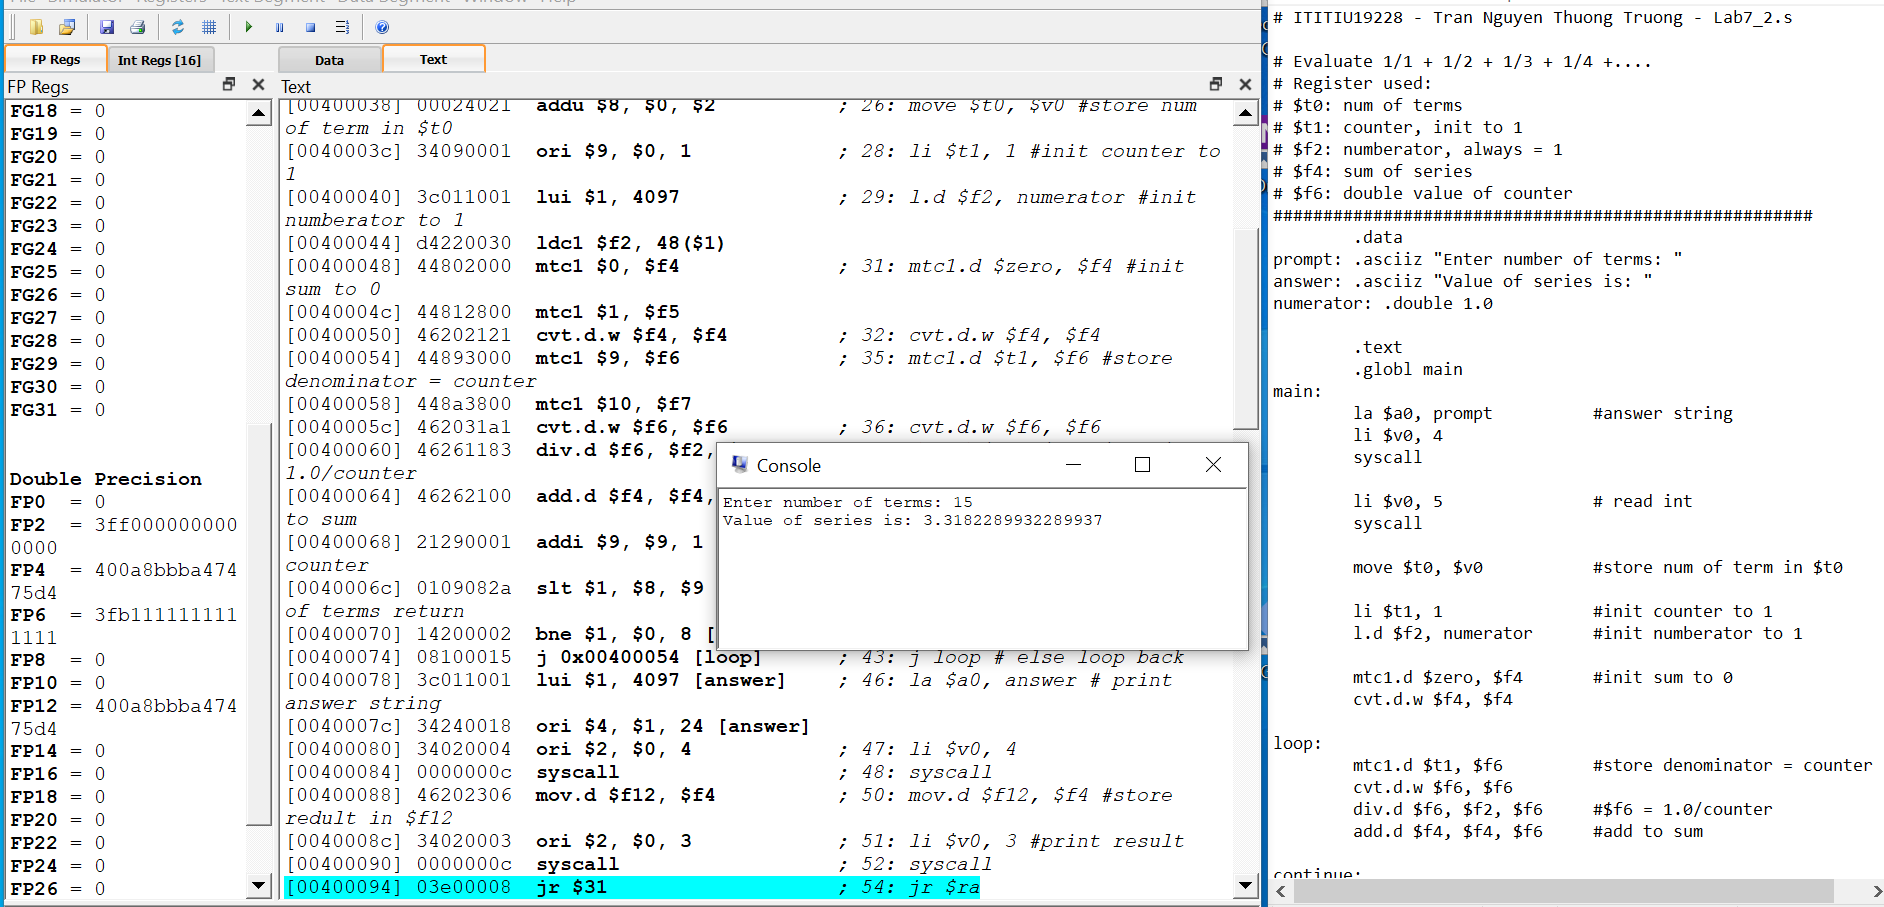 FP Regs
Int Regs [16]
Data
Text
FP Regs
Text
FG18 = 0
FG19 = 0
FG20 = 0
FG21 = 0
FG22 = 0
FG23 = 0
FG24 = 0
FG25 = 0
FG26 = 0
FG27 = 0
FG28 = 0
FG29 = 0
FG30 = 0
FG31 = 0
Double Precision
FP0 = 0
FP2 = 3ff000000000
0000
FP4 = 400a8bbba474
75d4
FP6 = 3fb111111111
1111
FP8 = 0
FP10 = 0
FP12 = 400a8bbba474
75d4
FP14 = 0
FP16 = 0
FP18 = 0
FP20 = 0
FP22 = 0
FP24 = 0
FP26 = 0
[00400038] 00024021 addu $8, $0, $2 ; 26: move $t0, $v0 #store num
of term in $t0
[0040003c] 34090001 ori $9, $0, 1 ; 28: li $t1, 1 #init counter to
1
[00400040] 3c011001 lui $1, 4097 ; 29: l.d $f2, numerator #init
numberator to 1
[00400044] d4220030 ldc1 $f2, 48($1)
[00400048] 44802000 mtc1 $0, $f4 ; 31: mtc1.d $zero, $f4 #init
sum to 0
[0040004c] 44812800 mtc1 $1, $f5
[00400050] 46202121 cvt.d.w $f4, $f4 ; 32: cvt.d.w $f4, $f4
[00400054] 44893000 mtc1 $9, $f6 ; 35: mtc1.d $t1, $f6 #store
denominator = counter
[00400058] 448a3800 mtc1 $10, $f7
[0040005c] 462031a1 cvt.d.w $f6, $f6 ; 36: cvt.d.w $f6, $f6
[00400060] 46261183 div.d $f6, $f2,
1.0/counter
[00400064] 46262100 add.d $f4, $f4,
to sum
[00400068] 21290001 addi $9, $9, 1
counter
[0040006c] 0109082a slt $1, $8, $9
of terms return
[00400070] 14200002 bne $1, $0, 8 [
[00400074] 08100015 j 0x00400054 [loop] ; 43: j loop # else loop back
[00400078] 3c011001 lui $1, 4097 [answer] ; 46: la $a0, answer # print
answer string
[0040007c] 34240018 ori $4, $1, 24 [answer]
[00400080] 34020004 ori $2, $0, 4 ; 47: li $v0, 4
[00400084] 0000000c syscall ; 48: syscall
[00400088] 46202306 mov.d $f12, $f4 ; 50: mov.d $f12, $f4 #store
redult in $f12
[0040008c] 34020003 ori $2, $0, 3 ; 51: li $v0, 3 #print result
[00400090] 0000000c syscall ; 52: syscall
[00400094] 03e00008 jr $31 ; 54: jr $ra
Console
Enter number of terms: 15
Value of series is: 3.3182289932289937
# ITITIU19228 - Tran Nguyen Thuong Truong - Lab7_2.s
# Evaluate 1/1 + 1/2 + 1/3 + 1/4 +....
# Register used:
# $t0: num of terms
# $t1: counter, init to 1
# $f2: numberator, always = 1
# $f4: sum of series
# $f6: double value of counter
######################################################
.data
prompt: .asciiz "Enter number of terms: "
answer: .asciiz "Value of series is: "
numerator: .double 1.0
.text
.globl main
main:
la $a0, prompt #answer string
li $v0, 4
syscall
li $v0, 5 # read int
syscall
move $t0, $v0 #store num of term in $t0
li $t1, 1 #init counter to 1
l.d $f2, numerator #init numberator to 1
mtc1.d $zero, $f4 #init sum to 0
cvt.d.w $f4, $f4
loop:
mtc1.d $t1, $f6 #store denominator = counter
cvt.d.w $f6, $f6
div.d $f6, $f2, $f6 #$f6 = 1.0/counter
add.d $f4, $f4, $f6 #add to sum
continue: